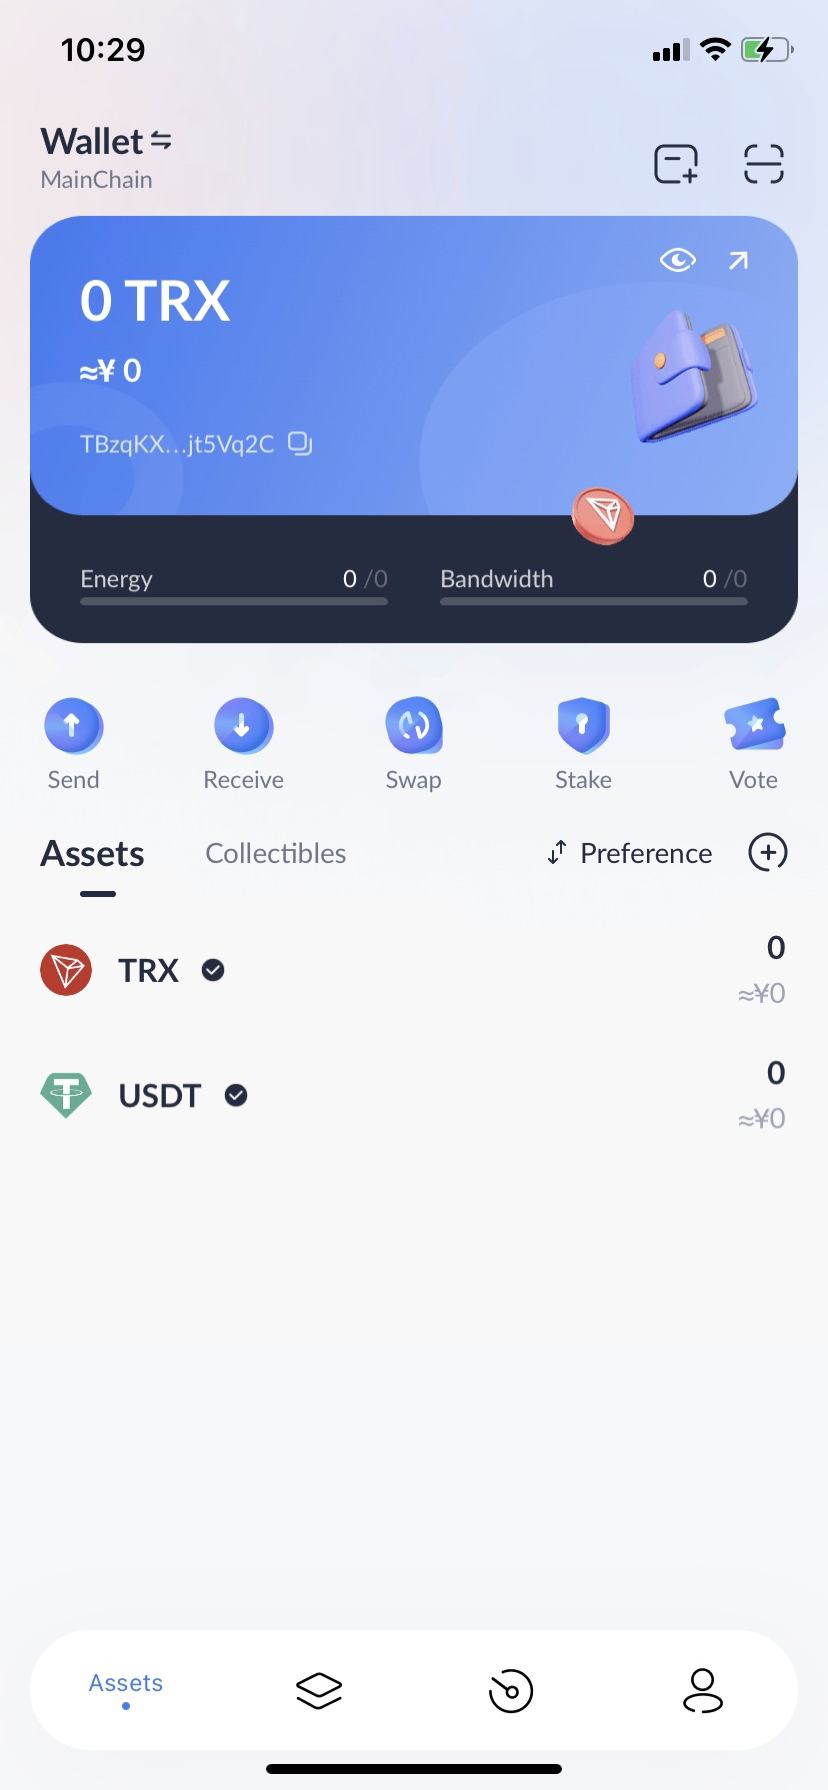 10:29
Wallet
MainChain
0 TRX
≈¥ 0
TBzqKX...jt5Vq2C
Energy 0 /0 Bandwidth 0 /0
Send Receive Swap Stake Vote
Assets Collectibles Preference
TRX 0
≈¥0
USDT 0
≈¥0
Assets